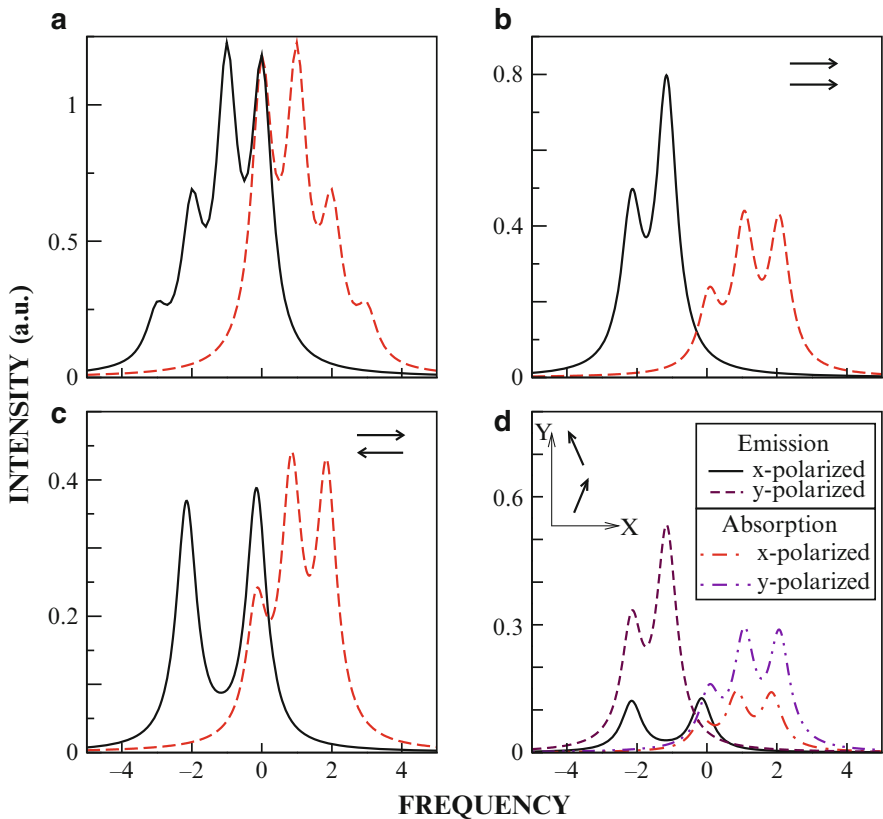 a
b
1
0.5
0
0.8
0.4
0
INTENSITY (a.u.)
c
d
0.4
0.2
0
−4 −2 0 2 4
Y
X
Emission
x-polarized
y-polarized
Absorption
x-polarized
y-polarized
0.6
0.3
0
−4 −2 0 2 4
FREQUENCY